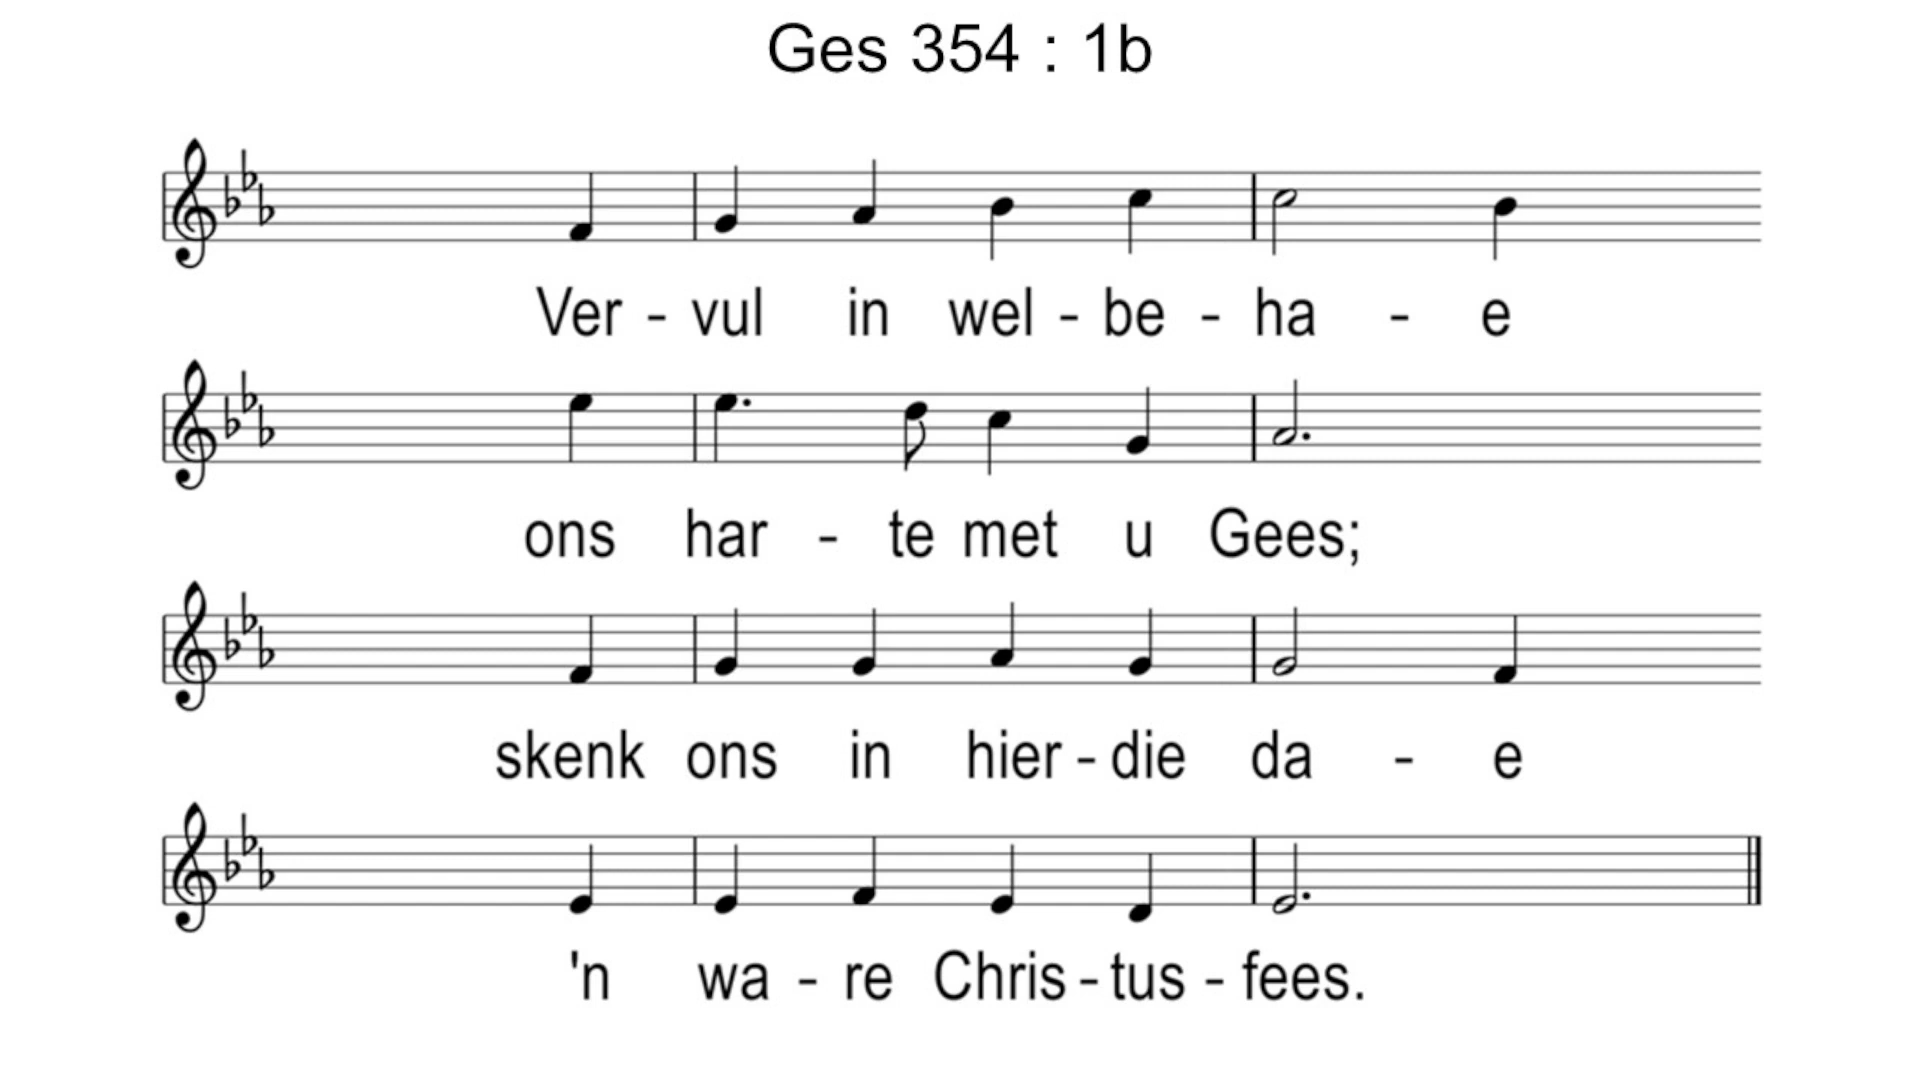 Ges 354 : 1b
Ver - vul in wel - be - ha - e
ons har - te met u Gees;
skenk ons in hier - die da - e
'n wa - re Chris - tus - fees.